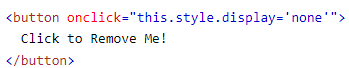 <button onclick="this.style.display='none'">
  Click to Remove Me!
</button>